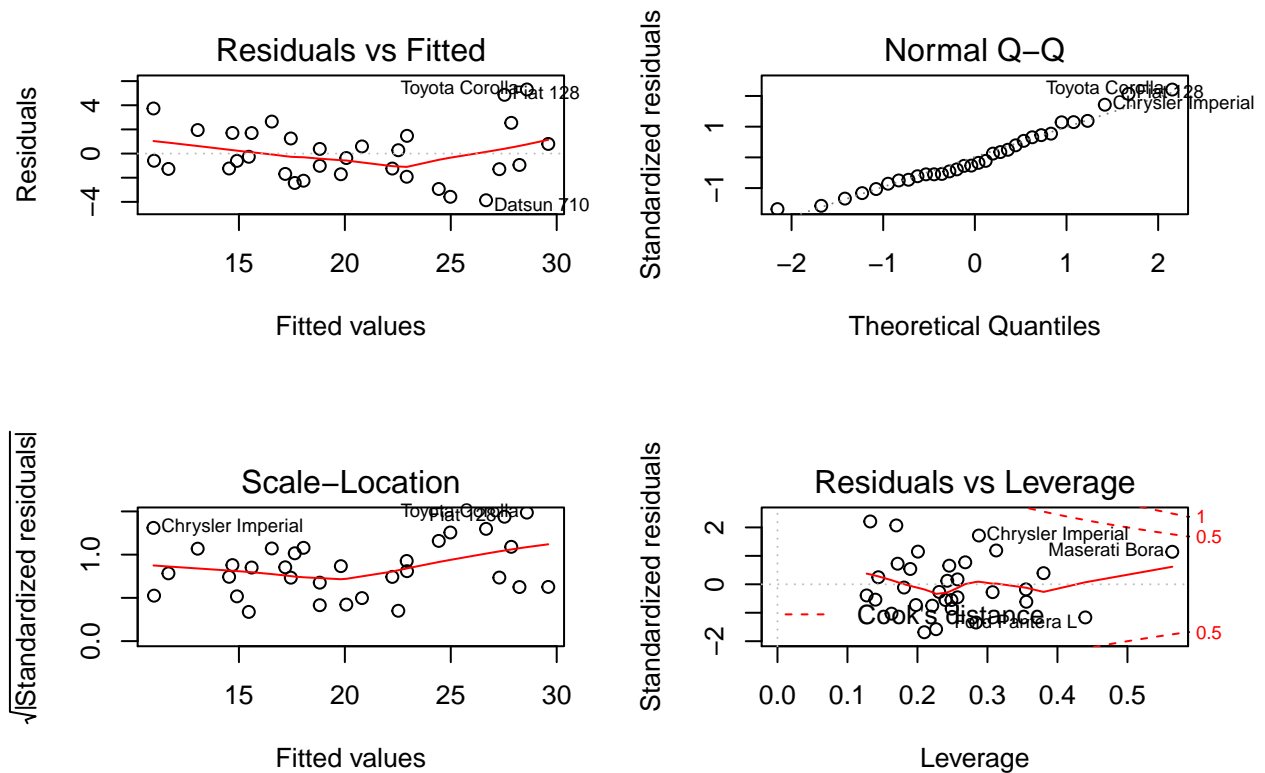 Residuals vs Fitted
Residuals
4
0
−4
Toyota Corolla
Fiat 128
Datsun 710
15 20 25 30
Fitted values
Normal Q−Q
Standardized residuals
1
−1
Toyota Corolla
Fiat 128
Chrysler Imperial
−2 −1 0 1 2
Theoretical Quantiles
Scale−Location
√|Standardized residuals|
1.0
0.0
Toyota Corolla
Fiat 128
Chrysler Imperial
15 20 25 30
Fitted values
Residuals vs Leverage
Standardized residuals
2
0
−2
1
0.5
0.5
Chrysler Imperial
Maserati Bora
Cook's distance
Ford Pantera L
0.0 0.1 0.2 0.3 0.4 0.5
Leverage